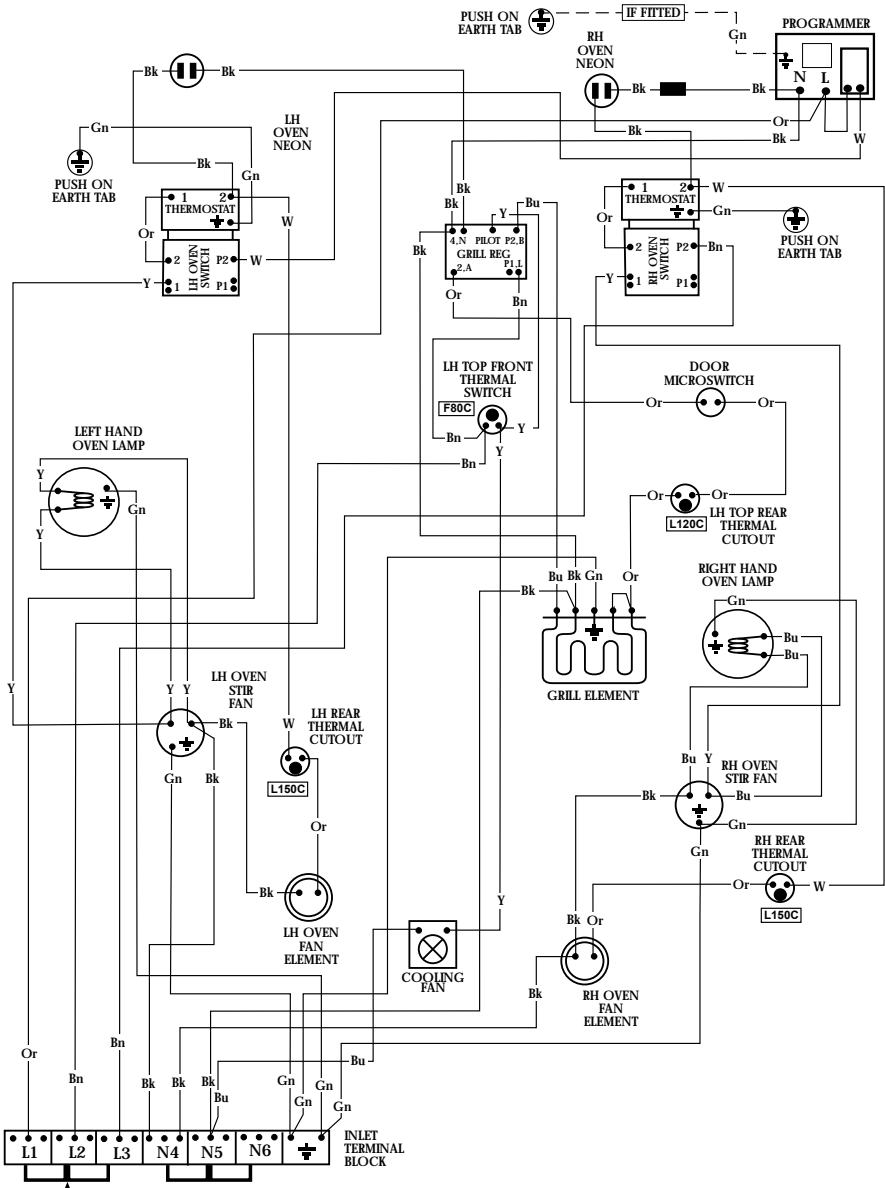 PUSH ON
EARTH TAB
IF FITTED
Gn
PROGRAMMER
RH
OVEN
NEON
N L
Bk Bk
Bk Bk
Or
Bk
W
Bk
Gn
LH
OVEN
NEON
Bk
Gn
PUSH ON
EARTH TAB
1 2
THERMOSTAT
W
Or
2
P2
W
LH OVEN
SWITCH
Y
1
P1
Bk
Bk
Y
Bu
Bk
4,N PILOT P2,B
GRILL REG
2,A P1,L
Or
Bn
1 2
W
THERMOSTAT
Gn
Or
PUSH ON
EARTH TAB
2
P2
Bn
RH OVEN
SWITCH
Y
1
P1
LH TOP FRONT
THERMAL
SWITCH
F80C
Bn
Y
Y
Bn
DOOR
MICROSWITCH
Or Or
LEFT HAND
OVEN LAMP
Y
Gn
Y
Or Or
L120C
LH TOP REAR
THERMAL
CUTOUT
Bk
Bu Bk Gn
Or
GRILL ELEMENT
RIGHT HAND
OVEN LAMP
Gn
Bu
Bu
Y
Y Y
LH OVEN
STIR
FAN
Bk
Gn
Bk
W
LH REAR
THERMAL
CUTOUT
L150C
Or
Bk
LH OVEN
FAN
ELEMENT
Bu Y
RH OVEN
STIR FAN
Bk
Bu
Gn
Gn
RH REAR
THERMAL
CUTOUT
Or
W
L150C
Y
Bk Or
COOLING
FAN
Bk
RH OVEN
FAN
ELEMENT
Or
Bn
Bn
Bk
Bk
Bk
Bu
Bu
Gn
Gn
Gn
Gn
L1 L2 L3 N4 N5 N6
INLET
TERMINAL
BLOCK